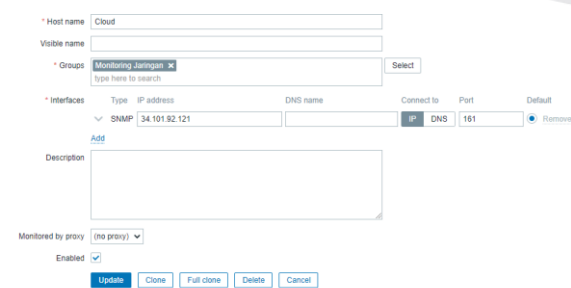 * Host name Cloud
Visible name
* Groups Monitoring Jaringan ✕ Select
type here to search
* Interfaces Type IP address DNS name Connect to Port Default
SNMP 34.101.92.121 IP DNS 161 Remove
Add
Description
Monitored by proxy (no proxy)
Enabled
Update Clone Full clone Delete Cancel